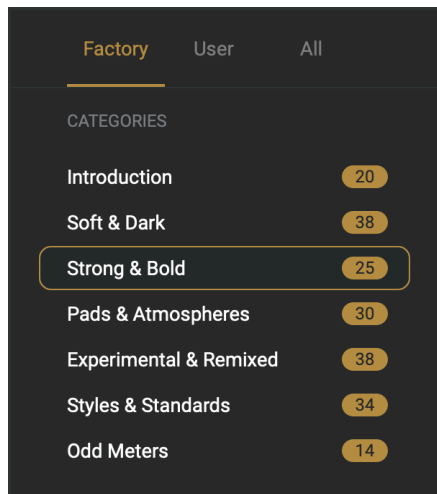 Factory User All
CATEGORIES
Introduction 20
Soft & Dark 38
Strong & Bold 25
Pads & Atmospheres 30
Experimental & Remixed 38
Styles & Standards 34
Odd Meters 14